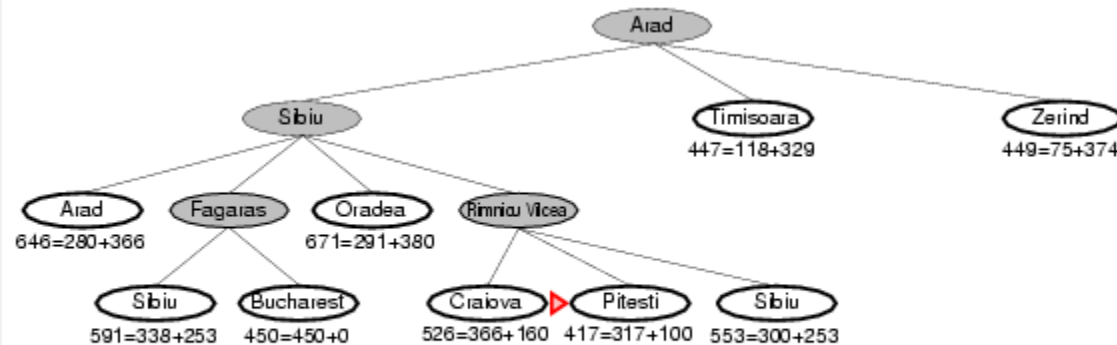 Arad
Sibiu
Timisoara
Zerind
447=118+329
449=75+374
Arad
Fagaras
Oradea
Rimnicu Vilcea
646=280+366
671=291+380
Sibiu
Bucharest
Craiova
Pitesti
Sibiu
591=338+253
450=450+0
526=366+160
417=317+100
553=300+253